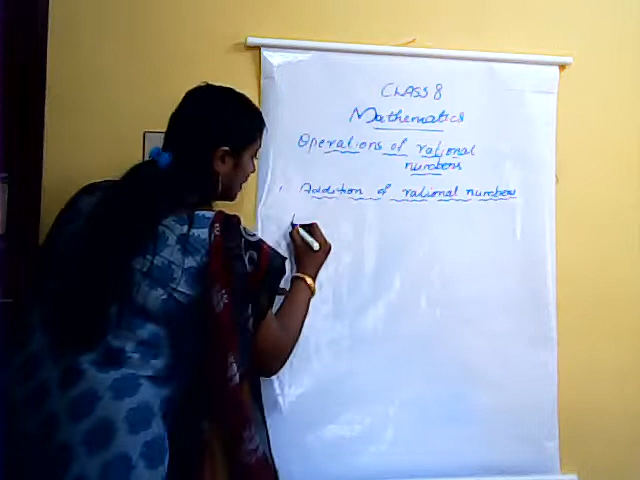 CLASS 8
Mathematics
Operations of rational
numbers
1 Addition of rational numbers